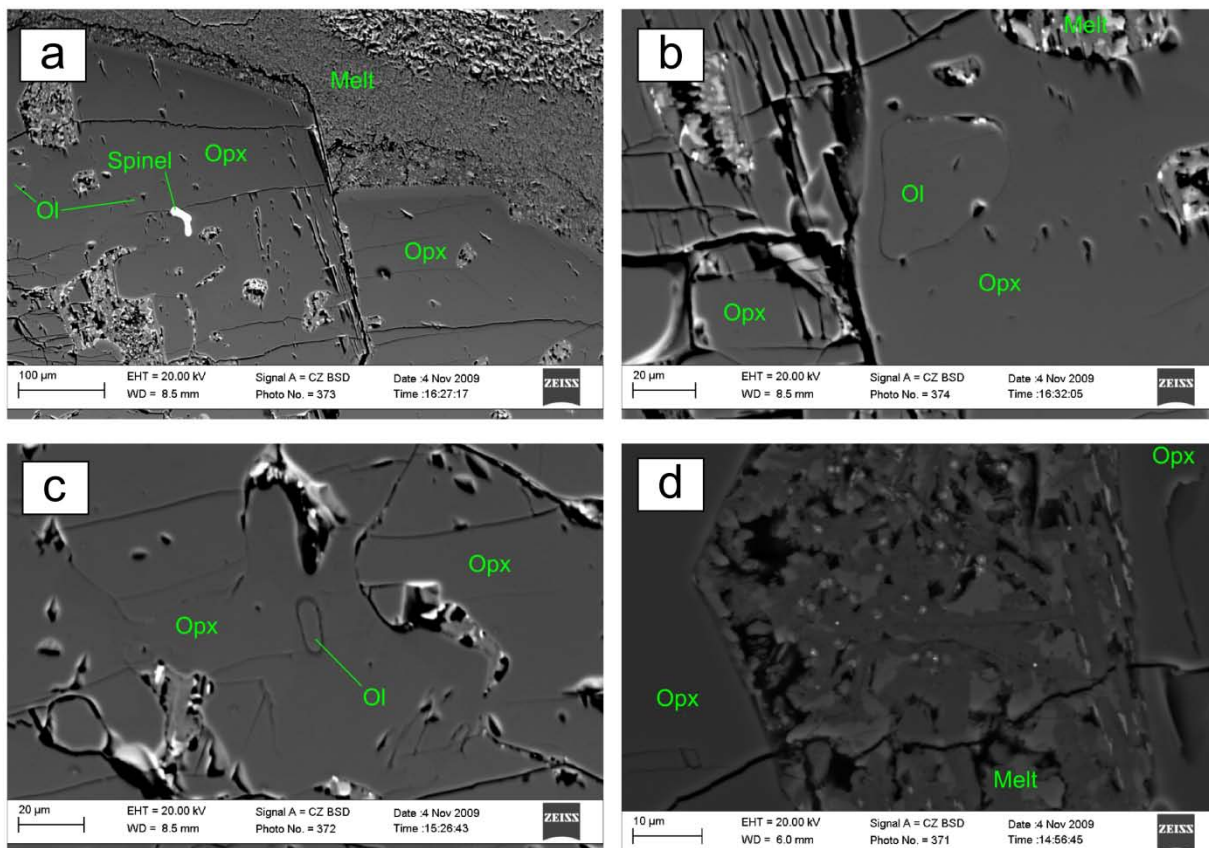 a
Melt
Opx
Spinel
Ol
Opx
100 µm
EHT = 20.00 kV
WD = 8.5 mm
Signal A = CZ BSD
Photo No. = 373
Date :4 Nov 2009
Time :16:27:17
ZEISS
b
Melt
Ol
Opx
Opx
20 µm
EHT = 20.00 kV
WD = 8.5 mm
Signal A = CZ BSD
Photo No. = 374
Date :4 Nov 2009
Time :16:32:05
ZEISS
c
Opx
Opx
Ol
20 µm
EHT = 20.00 kV
WD = 8.5 mm
Signal A = CZ BSD
Photo No. = 372
Date :4 Nov 2009
Time :15:26:43
ZEISS
d
Opx
Opx
Melt
10 µm
EHT = 20.00 kV
WD = 6.0 mm
Signal A = CZ BSD
Photo No. = 371
Date :4 Nov 2009
Time :14:56:45
ZEISS